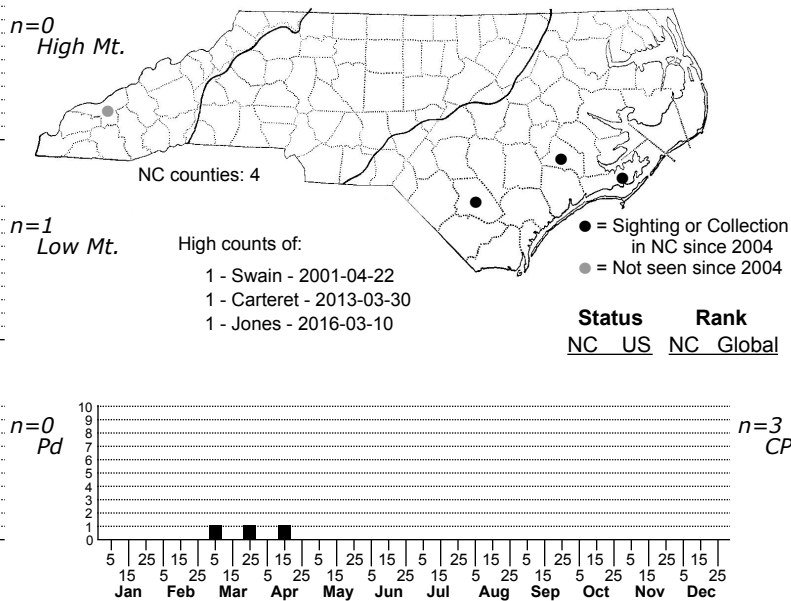 n=0
High Mt.
NC counties: 4
n=1
Low Mt.
High counts of:
1 - Swain - 2001-04-22
1 - Carteret - 2013-03-30
1 - Jones - 2016-03-10
= Sighting or Collection
in NC since 2004
= Not seen since 2004
Status Rank
NC US NC Global
n=0
Pd
10
9
8
7
6
5
4
3
2
1
0
n=3
CP
5 25 15 5 25 15 5 25 15 5 25 15 5 25 15 5 25 15
15 5 25 15 5 25 15 5 25 15 5 25 15 5 25 15 5 25
Jan Feb Mar Apr May Jun Jul Aug Sep Oct Nov Dec